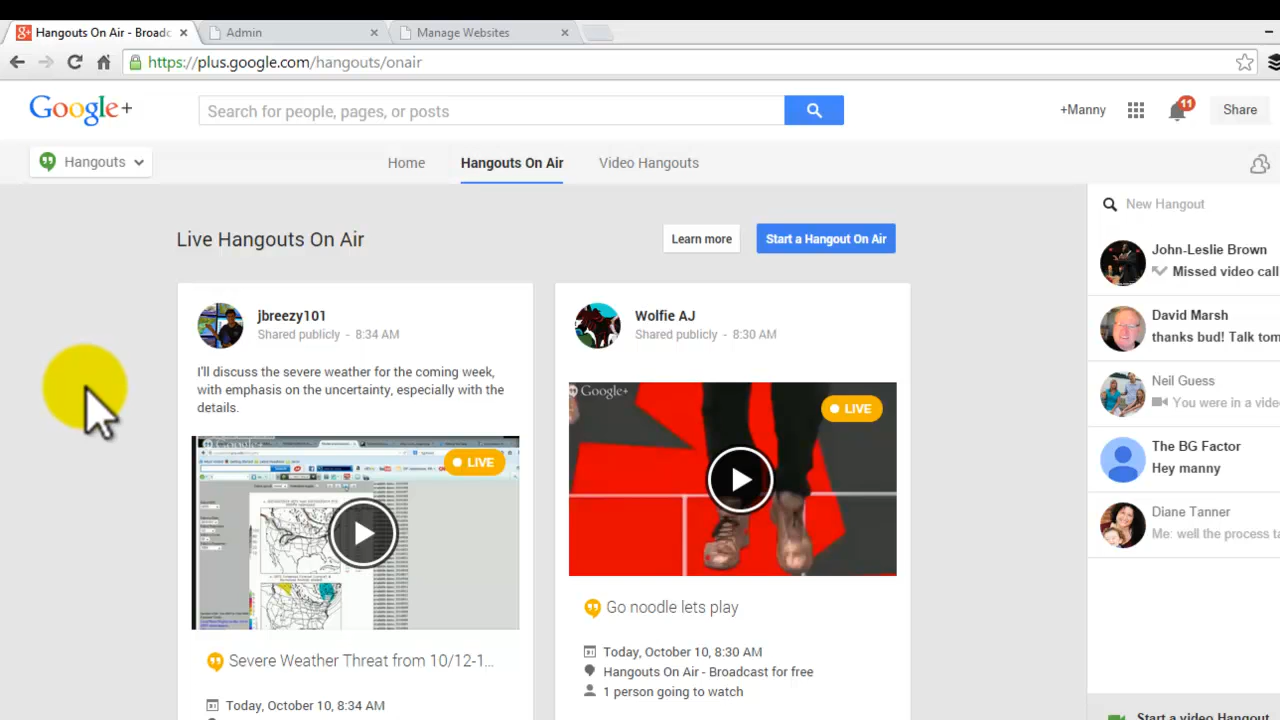 Hangouts On Air - Broadc
Admin
Manage Websites
https://plus.google.com/hangouts/onair
Google+
Search for people, pages, or posts
+Manny
11
Share
Hangouts
Home
Hangouts On Air
Video Hangouts
Live Hangouts On Air
Learn more
Start a Hangout On Air
jbreezy101
Shared publicly - 8:34 AM
I'll discuss the severe weather for the coming week,
with emphasis on the uncertainty, especially with the
details.
LIVE
Severe Weather Threat from 10/12-1...
Today, October 10, 8:34 AM
Wolfie AJ
Shared publicly - 8:30 AM
Google+
LIVE
Go noodle lets play
Today, October 10, 8:30 AM
Hangouts On Air - Broadcast for free
1 person going to watch
New Hangout
John-Leslie Brown
Missed video call
David Marsh
thanks bud! Talk tom
Neil Guess
You were in a vide
The BG Factor
Hey manny
Diane Tanner
Me: well the process ta
Start a video Hangout